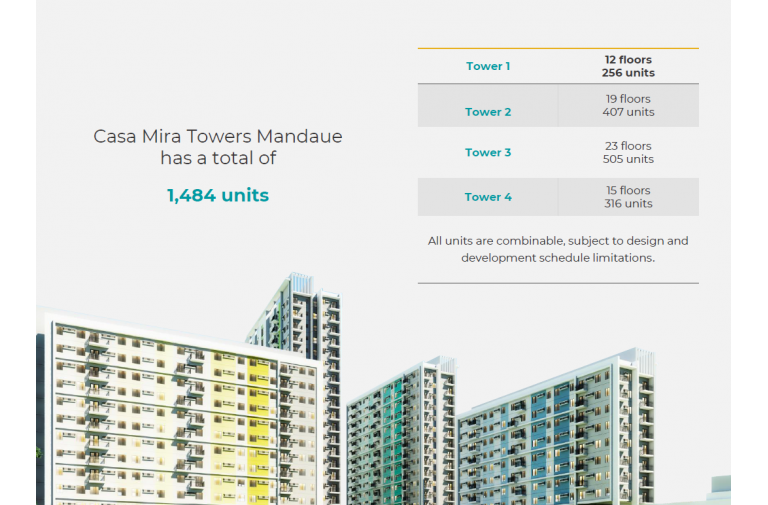 Casa Mira Towers Mandaue
has a total of
1,484 units
Tower 1
12 floors
256 units
Tower 2
19 floors
407 units
Tower 3
23 floors
505 units
Tower 4
15 floors
316 units
All units are combinable, subject to design and
development schedule limitations.